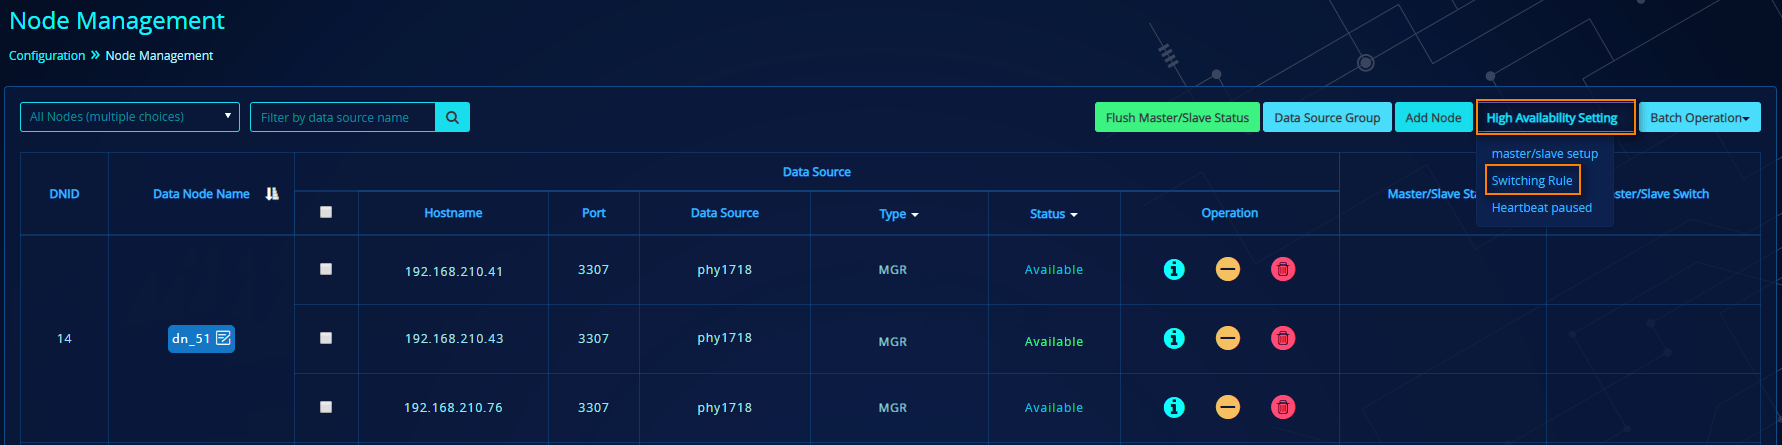 Node Management
Configuration » Node Management
All Nodes (multiple choices)
Filter by data source name
Flush Master/Slave Status
Data Source Group
Add Node
High Availability Setting
Batch Operation
master/slave setup
Switching Rule
Heartbeat paused
DNID
Data Node Name
Data Source
Master/Slave Sta
ster/Slave Switch
Hostname
Port
Data Source
Type
Status
Operation
14
dn_51
192.168.210.41 3307 phy1718 MGR Available
192.168.210.43 3307 phy1718 MGR Available
192.168.210.76 3307 phy1718 MGR Available